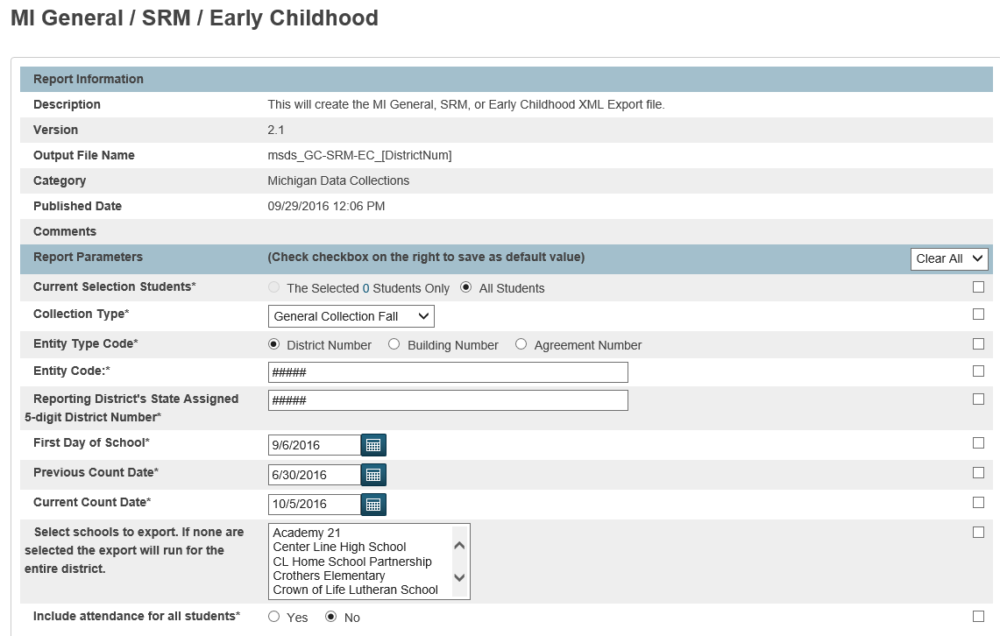 MI General / SRM / Early Childhood
Report Information
Description This will create the MI General, SRM, or Early Childhood XML Export file.
Version 2.1
Output File Name msds_GC-SRM-EC_[DistrictNum]
Category Michigan Data Collections
Published Date 09/29/2016 12:06 PM
Comments
Report Parameters (Check checkbox on the right to save as default value) Clear All
Current Selection Students* The Selected 0 Students Only All Students
Collection Type* General Collection Fall
Entity Type Code* District Number Building Number Agreement Number
Entity Code:* #####
Reporting District's State Assigned
5-digit District Number* #####
First Day of School* 9/6/2016
Previous Count Date* 6/30/2016
Current Count Date* 10/5/2016
Select schools to export. If none are
selected the export will run for the
entire district.
Academy 21
Center Line High School
CL Home School Partnership
Crothers Elementary
Crown of Life Lutheran School
Include attendance for all students* Yes No